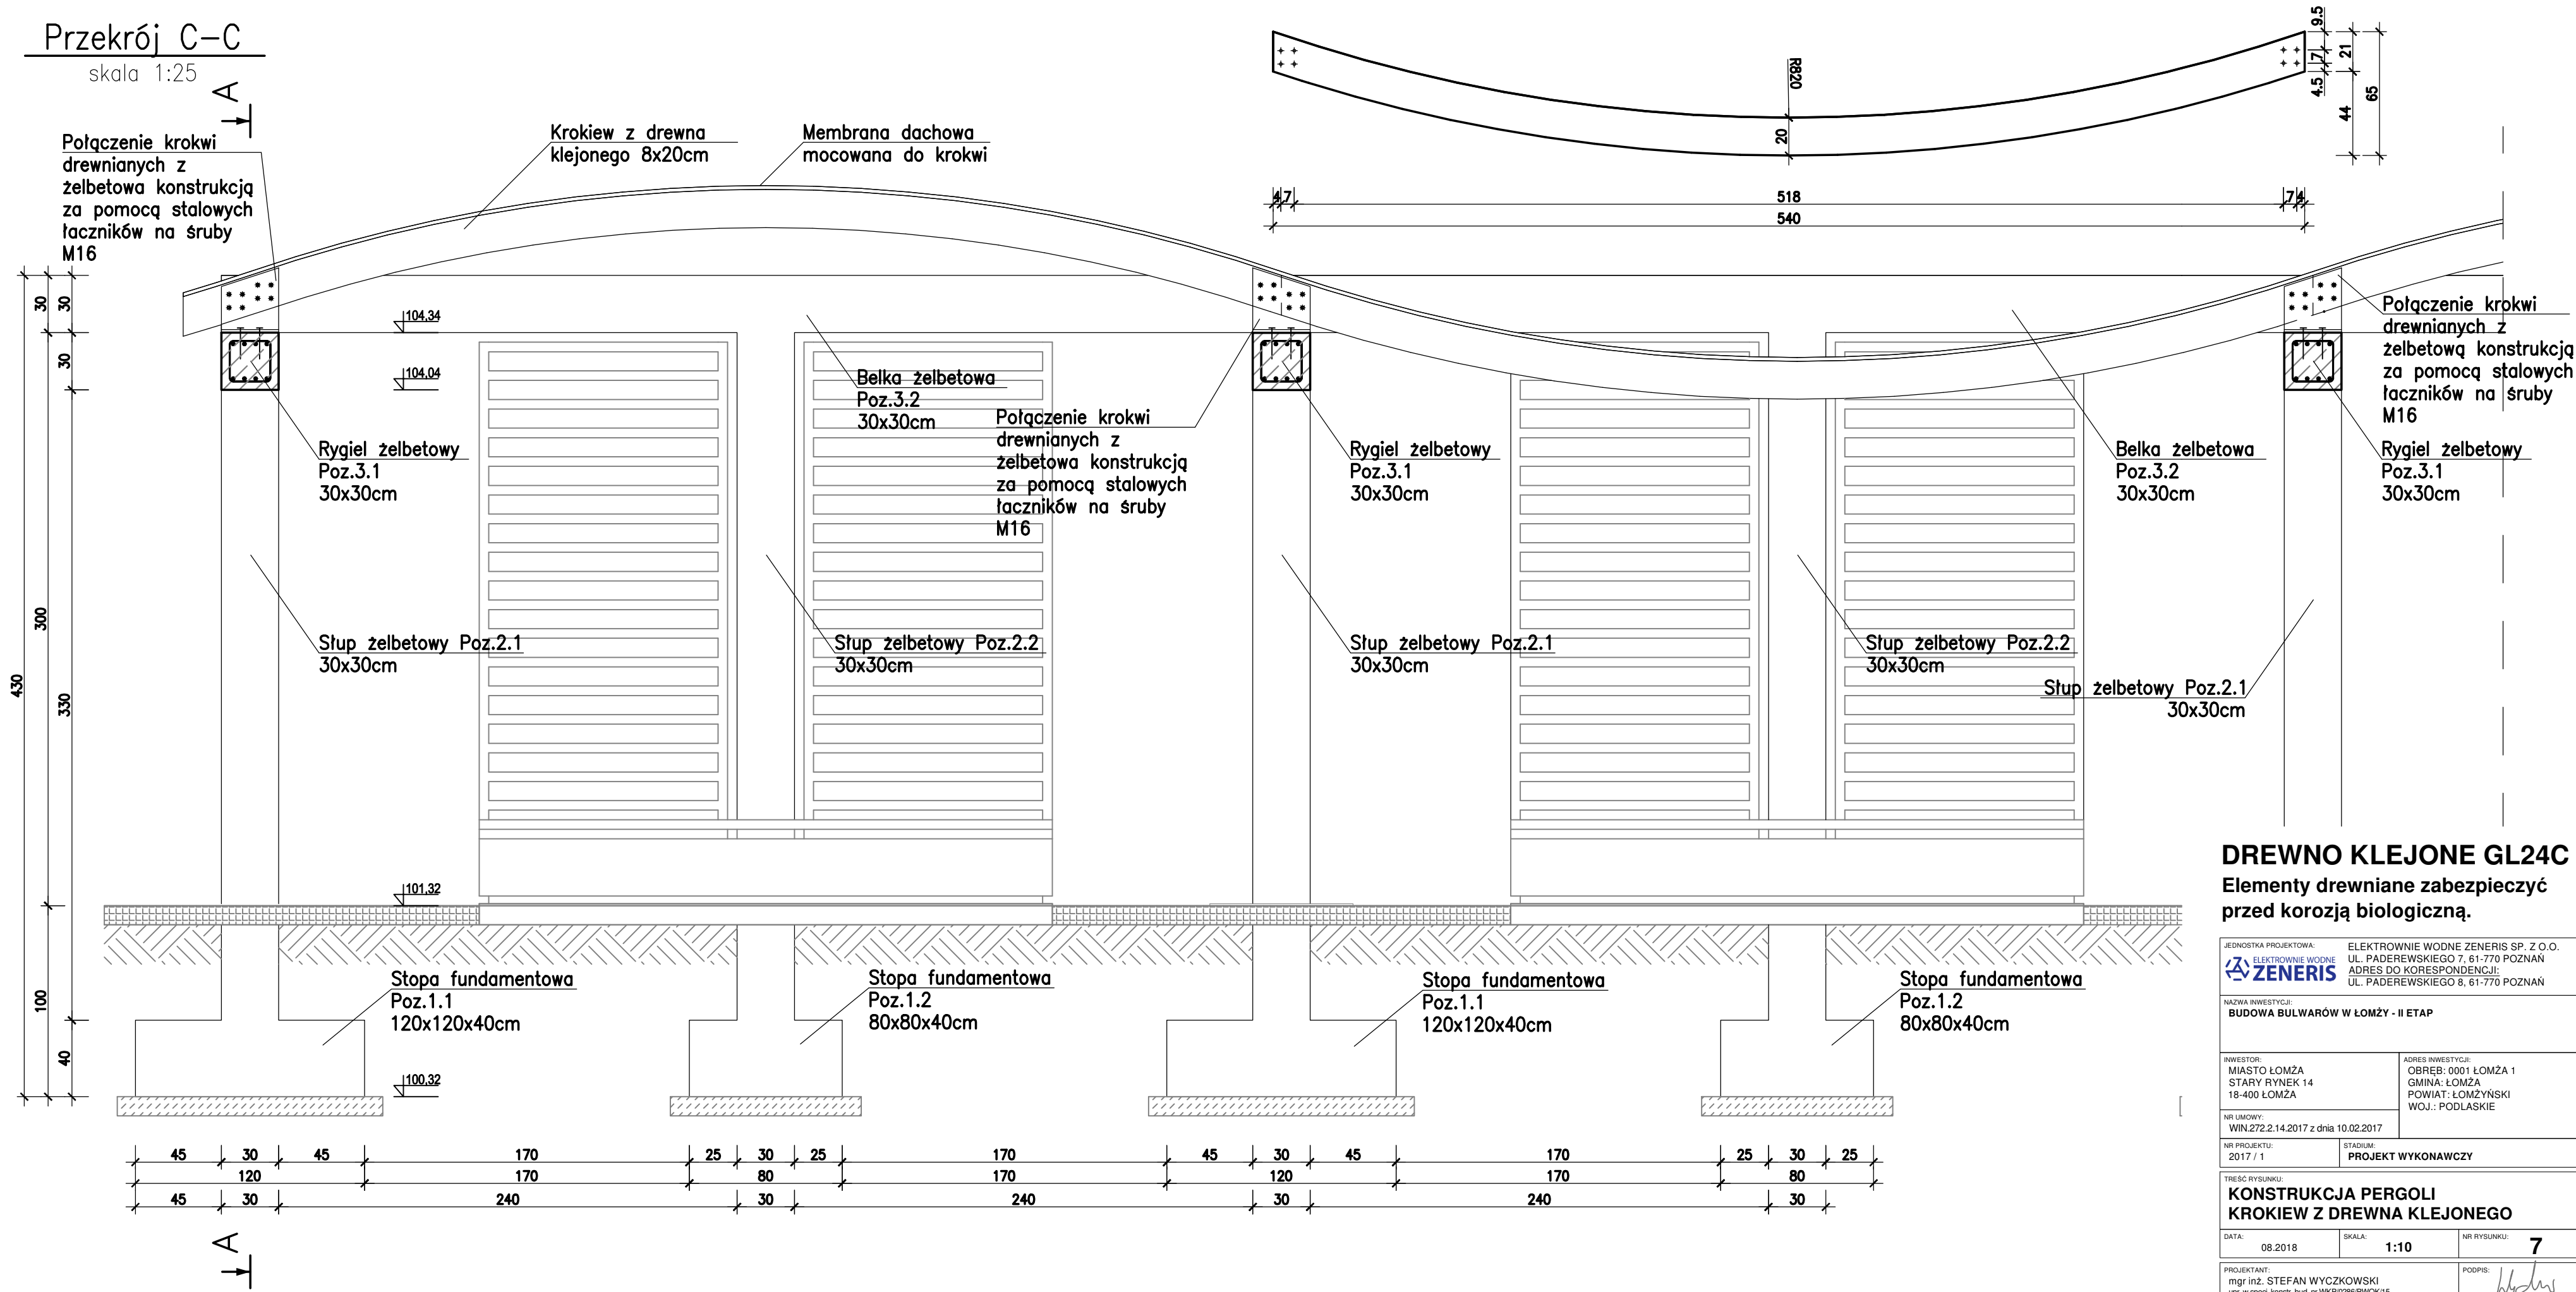 Przekrój C-C
skala 1:25
A
Połączenie krokwi
drewnianych z
żelbetowa konstrukcją
za pomocą stalowych
łaczników na śruby
M16
Krokiew z drewna
klejonego 8x20cm
Membrana dachowa
mocowana do krokwi
R820
20
9.5
7
4.5
21
44
65
4
7
518
7
4
540
30
300
100
430
30
30
330
40
104,34
104,04
101,32
100,32
Belka żelbetowa
Poz.3.2
30x30cm
Połączenie krokwi
drewnianych z
żelbetowa konstrukcją
za pomocą stalowych
łaczników na śruby
M16
Połączenie krokwi
drewnianych z
żelbetową konstrukcją
za pomocą stalowych
łaczników na śruby
M16
Rygiel żelbetowy
Poz.3.1
30x30cm
Rygiel żelbetowy
Poz.3.1
30x30cm
Belka żelbetowa
Poz.3.2
30x30cm
Rygiel żelbetowy
Poz.3.1
30x30cm
Słup żelbetowy Poz.2.1
30x30cm
Słup żelbetowy Poz.2.2
30x30cm
Słup żelbetowy Poz.2.1
30x30cm
Słup żelbetowy Poz.2.2
30x30cm
Słup żelbetowy Poz.2.1
30x30cm
Stopa fundamentowa
Poz.1.1
120x120x40cm
Stopa fundamentowa
Poz.1.2
80x80x40cm
Stopa fundamentowa
Poz.1.1
120x120x40cm
Stopa fundamentowa
Poz.1.2
80x80x40cm
45 30 45 170 25 30 25 170 45 30 45 170 25 30 25
120 170 80 170 120 170 80
45 30 240 30 240 30 240 30
A
DREWNO KLEJONE GL24C
Elementy drewniane zabezpieczyć
przed korozją biologiczną.
JEDNOSTKA PROJEKTOWA:
ELEKTROWNIE WODNE
ZENERIS
ELEKTROWNIE WODNE ZENERIS SP. Z O.O.
UL. PADEREWSKIEGO 7, 61-770 POZNAŃ
ADRES DO KORESPONDENCJI:
UL. PADEREWSKIEGO 8, 61-770 POZNAŃ
NAZWA INWESTYCJI:
BUDOWA BULWARÓW W ŁOMŻY - II ETAP
INWESTOR:
MIASTO ŁOMŻA
STARY RYNEK 14
18-400 ŁOMŻA
ADRES INWESTYCJI:
OBRĘB: 0001 ŁOMŻA 1
GMINA: ŁOMŻA
POWIAT: ŁOMŻYŃSKI
WOJ.: PODLASKIE
NR UMOWY:
WIN.272.2.14.2017 z dnia 10.02.2017
NR PROJEKTU:
2017 / 1
STADIUM:
PROJEKT WYKONAWCZY
TREŚĆ RYSUNKU:
KONSTRUKCJA PERGOLI
KROKIEW Z DREWNA KLEJONEGO
DATA:
08.2018
SKALA:
1:10
NR RYSUNKU:
7
PROJEKTANT:
mgr inż. STEFAN WYCZKOWSKI
PODPIS: